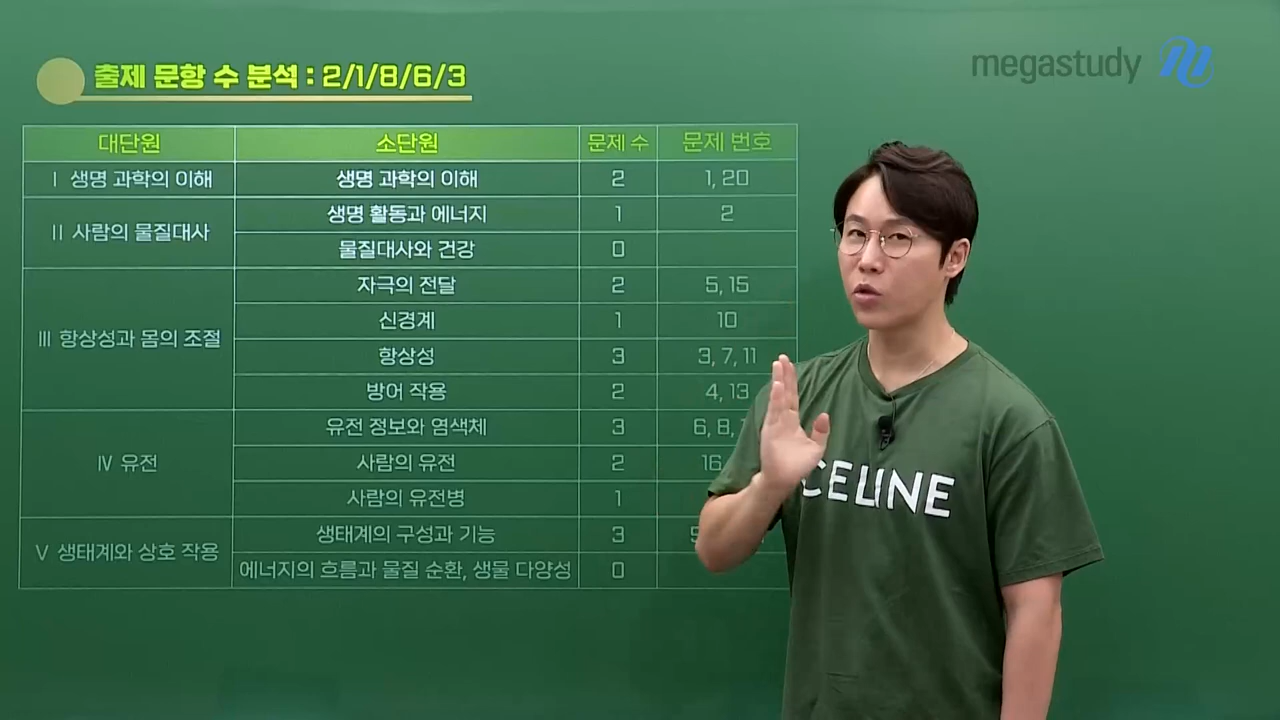 출제 문항 수 분석 : 2/1/8/6/3
megastudy
대단원 소단원 문제 수 문제 번호
Ⅰ 생명 과학의 이해 생명 과학의 이해 2 1, 20
Ⅱ 사람의 물질대사 생명 활동과 에너지 1 2
물질대사와 건강 0
Ⅲ 항상성과 몸의 조절 자극의 전달 2 5, 15
신경계 1 10
항상성 3 3, 7, 11
방어 작용 2 4, 13
Ⅳ 유전 유전 정보와 염색체 3 6, 8,
사람의 유전 2 16
사람의 유전병 1
Ⅴ 생태계와 상호 작용 생태계의 구성과 기능 3
에너지의 흐름과 물질 순환, 생물 다양성 0
CELINE